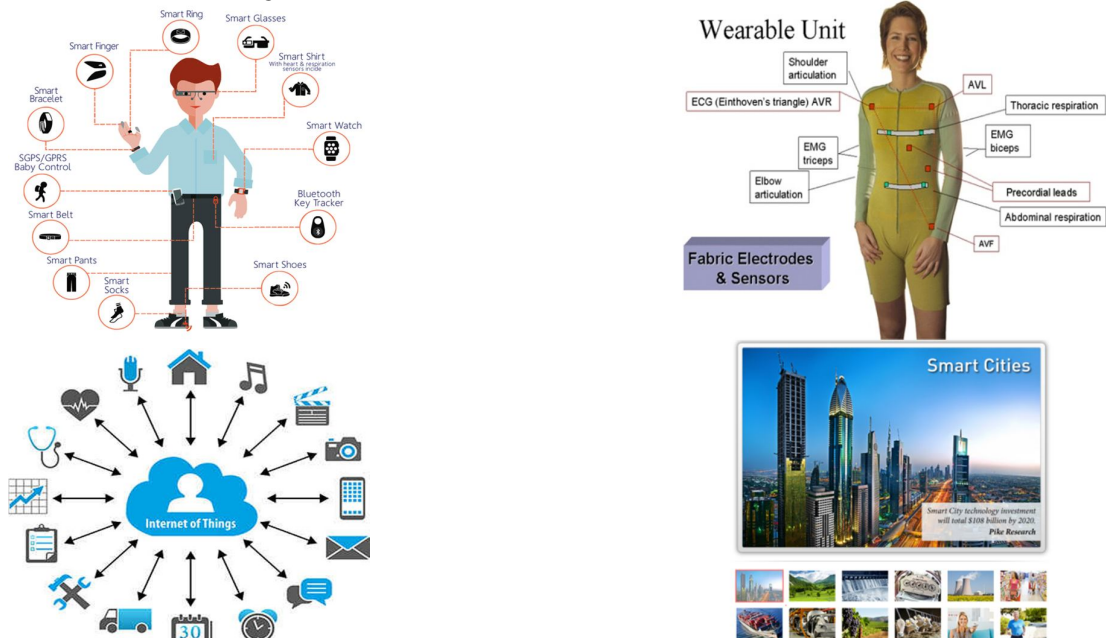 Smart Ring
Smart Glasses
Smart Finger
Smart Shirt
With heart & respiration
sensors inside
Smart
Bracelet
Smart Watch
SGPS/GPRS
Baby Control
Bluetooth
Key Tracker
Smart Belt
Smart Pants
Smart
Socks
Smart Shoes
Wearable Unit
Shoulder
articulation
AVL
ECG (Einthoven's triangle) AVR
Thoracic respiration
EMG
triceps
EMG
biceps
Elbow
articulation
Precordial leads
Abdominal respiration
AVF
Fabric Electrodes
& Sensors
Internet of Things
30
Smart Cities
Smart City technology investment
will total $108 billion by 2020.
Pike Research